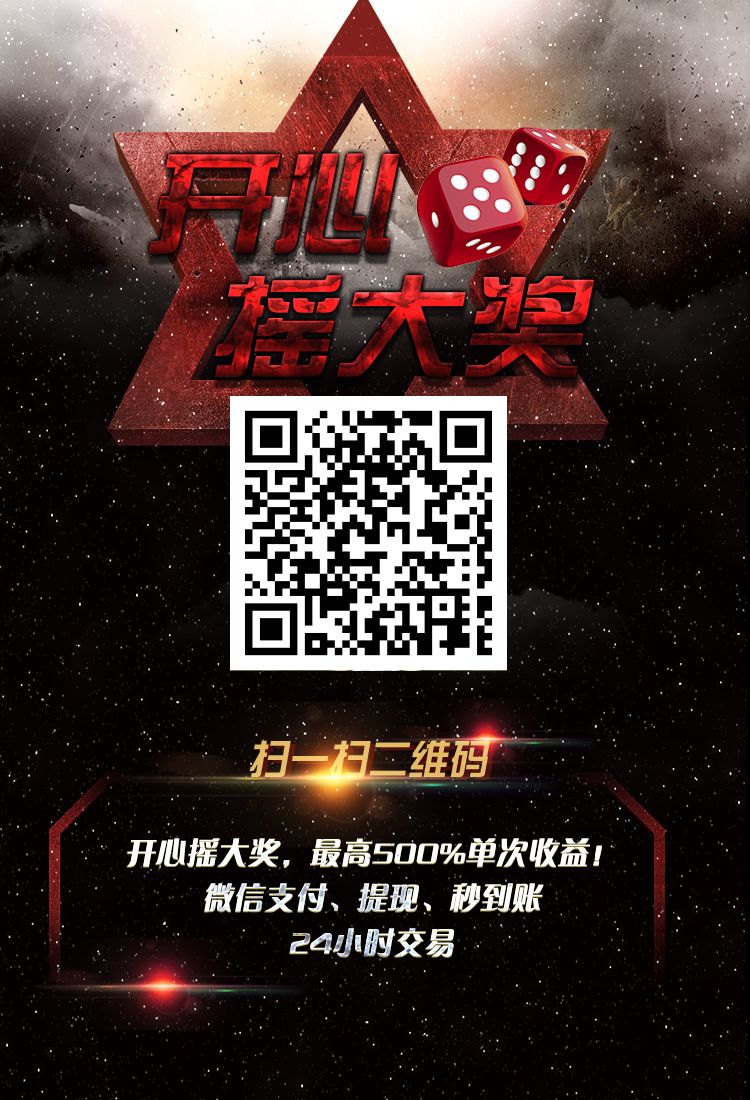 开心
摇大奖
扫一扫二维码
开心摇大奖，最高500%单次收益！
微信支付、提现、秒到账
24小时交易